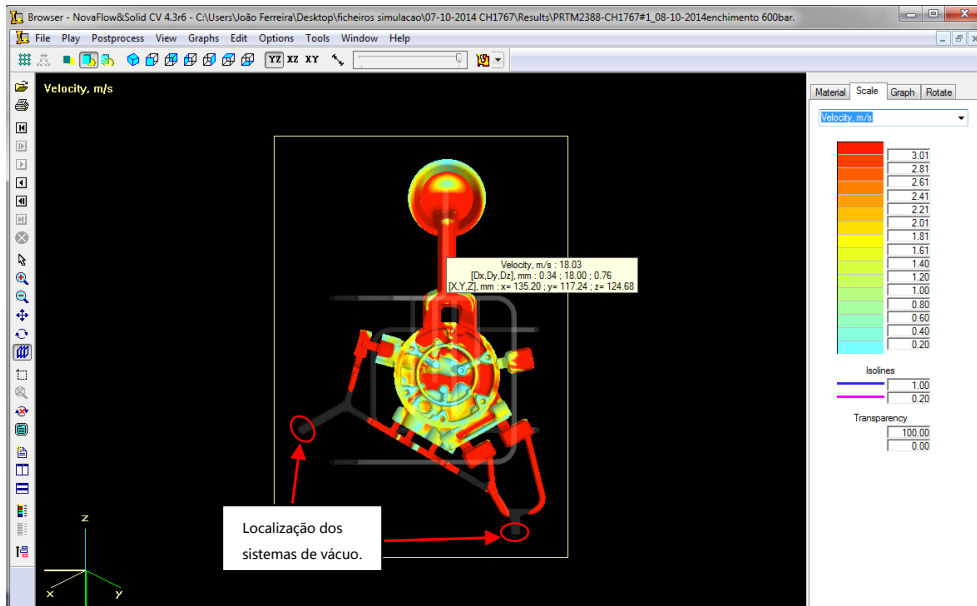 Browser - NovaFlow&Solid CV 4.3r6 - C:\Users\João Ferreira\Desktop\ficheiros simulacao\07-10-2014 CH1767\Results\PRTM2388-CH1767#1_08-10-2014enchimento 600bar.
File Play Postprocess View Graphs Edit Options Tools Window Help
YZ XZ XY
Velocity, m/s
Material Scale Graph Rotate
Velocity, m/s
3.01
2.81
2.61
2.41
2.21
2.01
1.81
1.61
1.40
1.20
1.00
0.80
0.60
0.40
0.20
Isolines
1.00
0.20
Transparency
100.00
0.00
Velocity, m/s : 18.03
[Dx,Dy,Dz], mm : 0.34 ; 18.00 ; 0.76
[X,Y,Z], mm : x= 135.20 ; y= 117.24 ; z= 124.68
Localização dos
sistemas de vácuo.
z
x
y